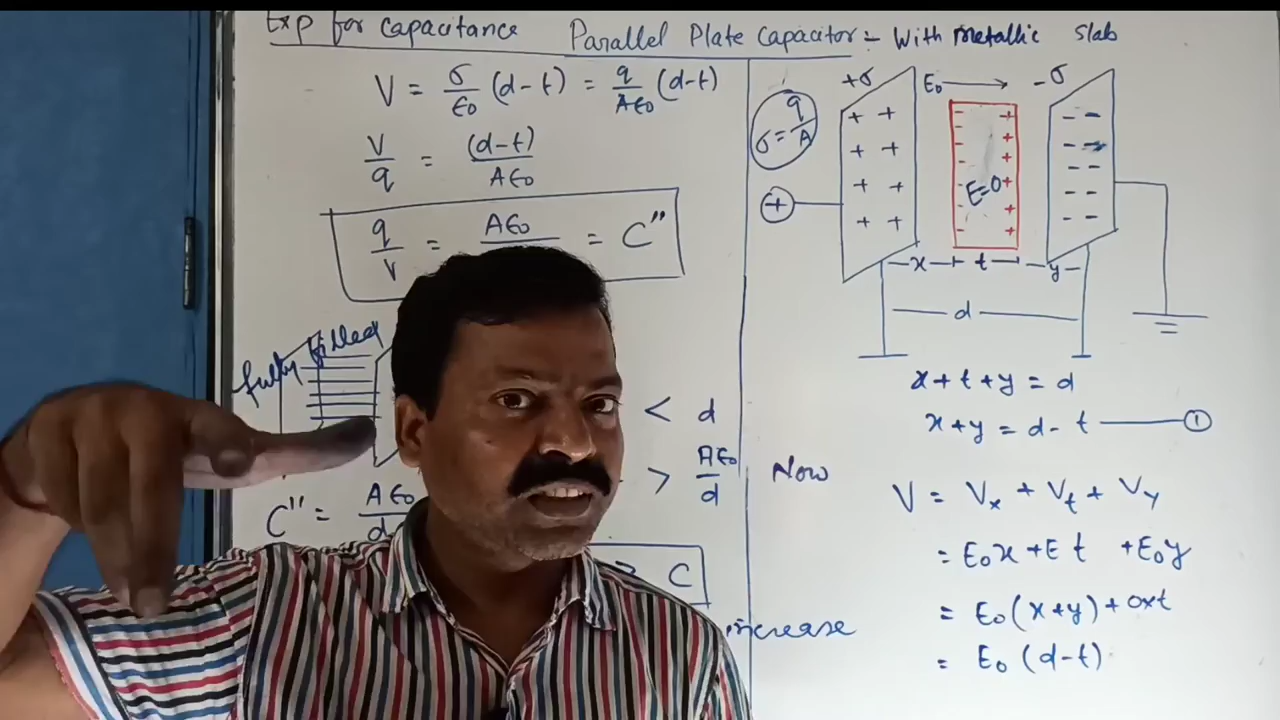 Exp for capacitance Parallel Plate capacitor = With metallic slab
V = σ/ϵ₀ (d-t) = q/Aϵ₀ (d-t)
V/q = (d-t)/Aϵ₀
q/V = Aϵ₀ = C"
fully filled
< d
> Aϵ₀/d
C" = Aϵ₀/d
> C
increase
σ = q/A
+σ E₀ -σ
+ + - + - -
+ + - + - -
+ + - + - -
+ + - + - -
- + - -
- +
E=0
+
x t y
d
x + t + y = d
x + y = d - t ①
Now
V = Vₓ + Vₜ + Vᵧ
= E₀x + E t + E₀y
= E₀(x+y) + 0xt
= E₀ (d-t)